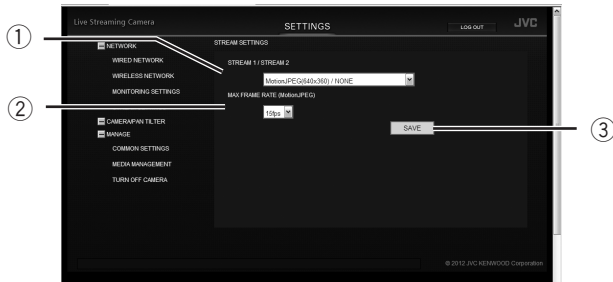 Live Streaming Camera
SETTINGS
LOG OUT
JVC
①
NETWORK
WIRED NETWORK
WIRELESS NETWORK
MONITORING SETTINGS
②
CAMERA/PAN TILTER
MANAGE
COMMON SETTINGS
MEDIA MANAGEMENT
TURN OFF CAMERA
STREAM SETTINGS
STREAM 1 / STREAM 2
MotionJPEG(640x360) / NONE
MAX FRAME RATE (MotionJPEG)
15fps
SAVE
③
© 2012 JVC KENWOOD Corporation